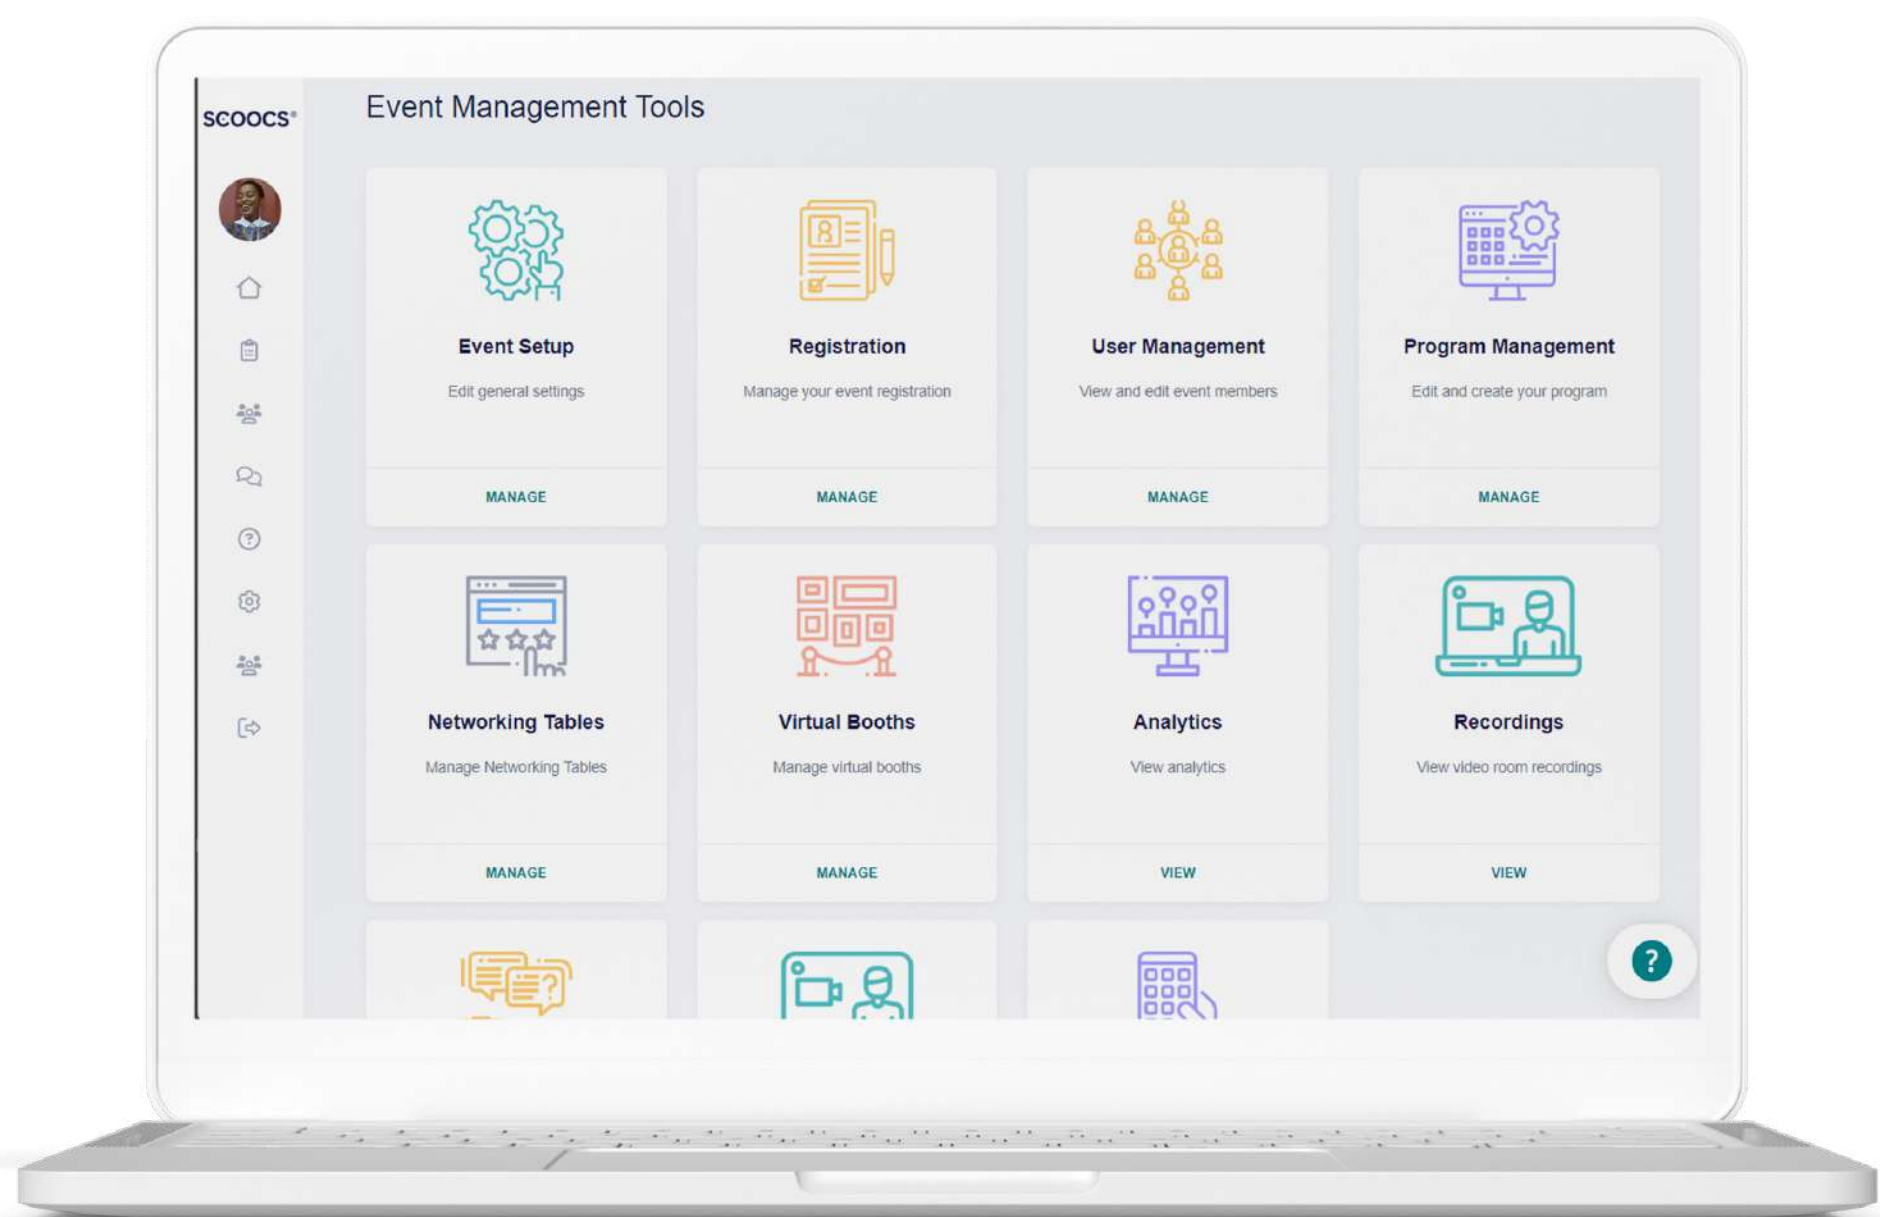 SCOOCS®
Event Management Tools
Event Setup
Edit general settings
MANAGE
Registration
Manage your event registration
MANAGE
User Management
View and edit event members
MANAGE
Program Management
Edit and create your program
MANAGE
Networking Tables
Manage Networking Tables
MANAGE
Virtual Booths
Manage virtual booths
MANAGE
Analytics
View analytics
VIEW
Recordings
View video room recordings
VIEW
?